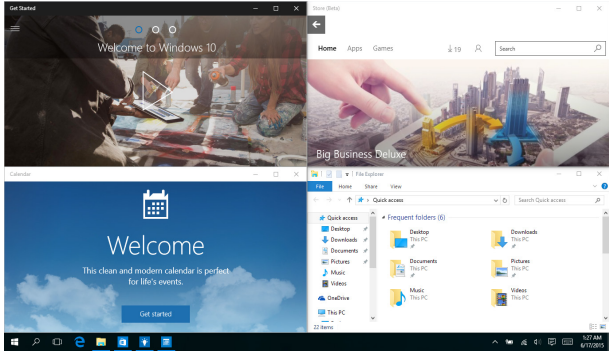 Get Started
Welcome to Windows 10
Store (Beta)
Home Apps Games
19
Search
Big Business Deluxe
Calendar
Welcome
This clean and modern calendar is perfect
for life's events.
Get started
File Explorer
File Home Share View
Quick access
Search Quick access
Quick access
Desktop
Downloads
Documents
Pictures
Music
Videos
OneDrive
This PC
Frequent folders (6)
Desktop
This PC
Downloads
This PC
Documents
This PC
Pictures
This PC
Music
This PC
Videos
This PC
22 items
1:27 AM
6/17/2015